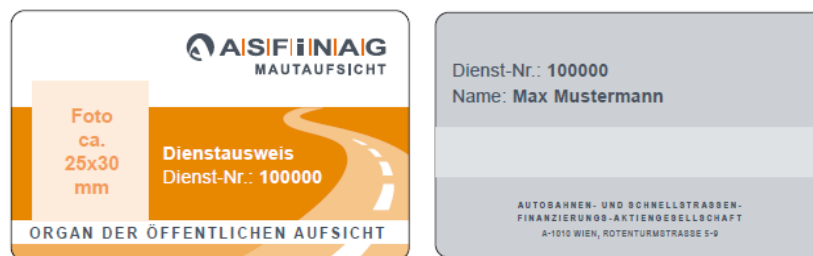 ASFiNAG
MAUTAUFSICHT
Foto
ca.
25x30
mm
Dienstausweis
Dienst-Nr.: 100000
ORGAN DER ÖFFENTLICHEN AUFSICHT
Dienst-Nr.: 100000
Name: Max Mustermann
AUTOBAHNEN- UND SCHNELLSTRASSEN-
FINANZIERUNGS-AKTIENGESELLSCHAFT
A-1010 WIEN, ROTENTURMSTRASSE 5-9